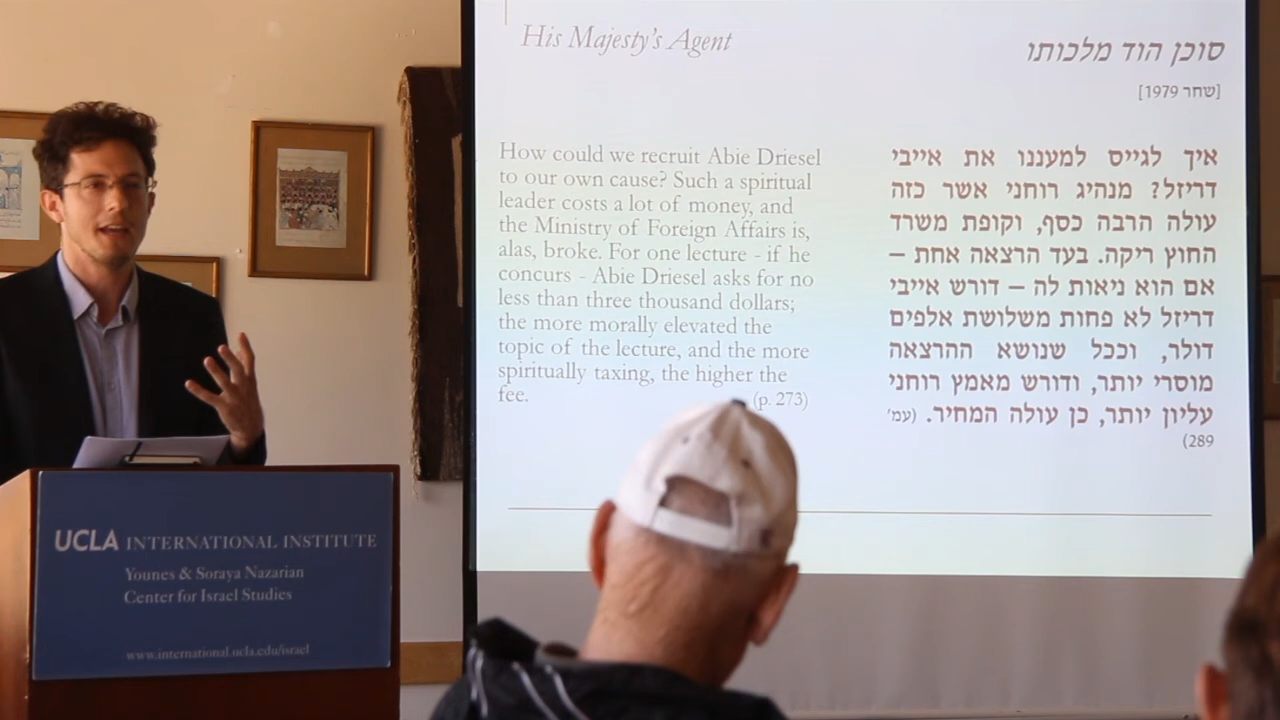 His Majesty's Agent
How could we recruit Abie Driesel
to our own cause? Such a spiritual
leader costs a lot of money, and
the Ministry of Foreign Affairs is,
alas, broke. For one lecture - if he
concurs - Abie Driesel asks for no
less than three thousand dollars;
the more morally elevated the
topic of the lecture, and the more
spiritually taxing, the higher the
fee. (p. 273)
סוכן הוד מלכותו
[שחר 1979]
איך לגייס למעננו את אייבי
דריזל? מנהיג רוחני אשר כזה
עולה הרבה כסף, וקופת משרד
החוץ ריקה. בעד הרצאה אחת –
אם הוא ניאות לה – דורש אייבי
דריזל לא פחות משלושת אלפים
דולר, וככל שנושא ההרצאה
מוסרי יותר, ודורש מאמץ רוחני
עליון יותר, כן עולה המחיר. (עמ'
289)
UCLA INTERNATIONAL INSTITUTE
Younes & Soraya Nazarian
Center for Israel Studies
www.international.ucla.edu/israel